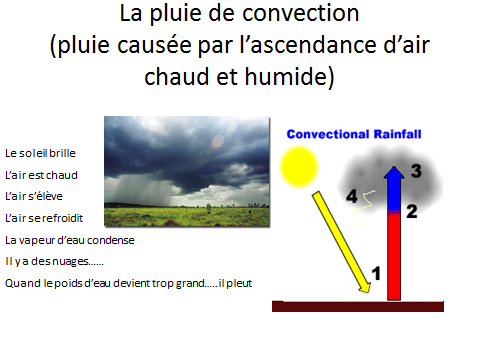 La pluie de convection
(pluie causée par l'ascendance d'air
chaud et humide)
Le soleil brille
L'air est chaud
L'air s'élève
L'air se refroidit
La vapeur d'eau condense
Il y a des nuages......
Quand le poids d'eau devient trop grand.....il pleut
Convectional Rainfall
3
4
2
1